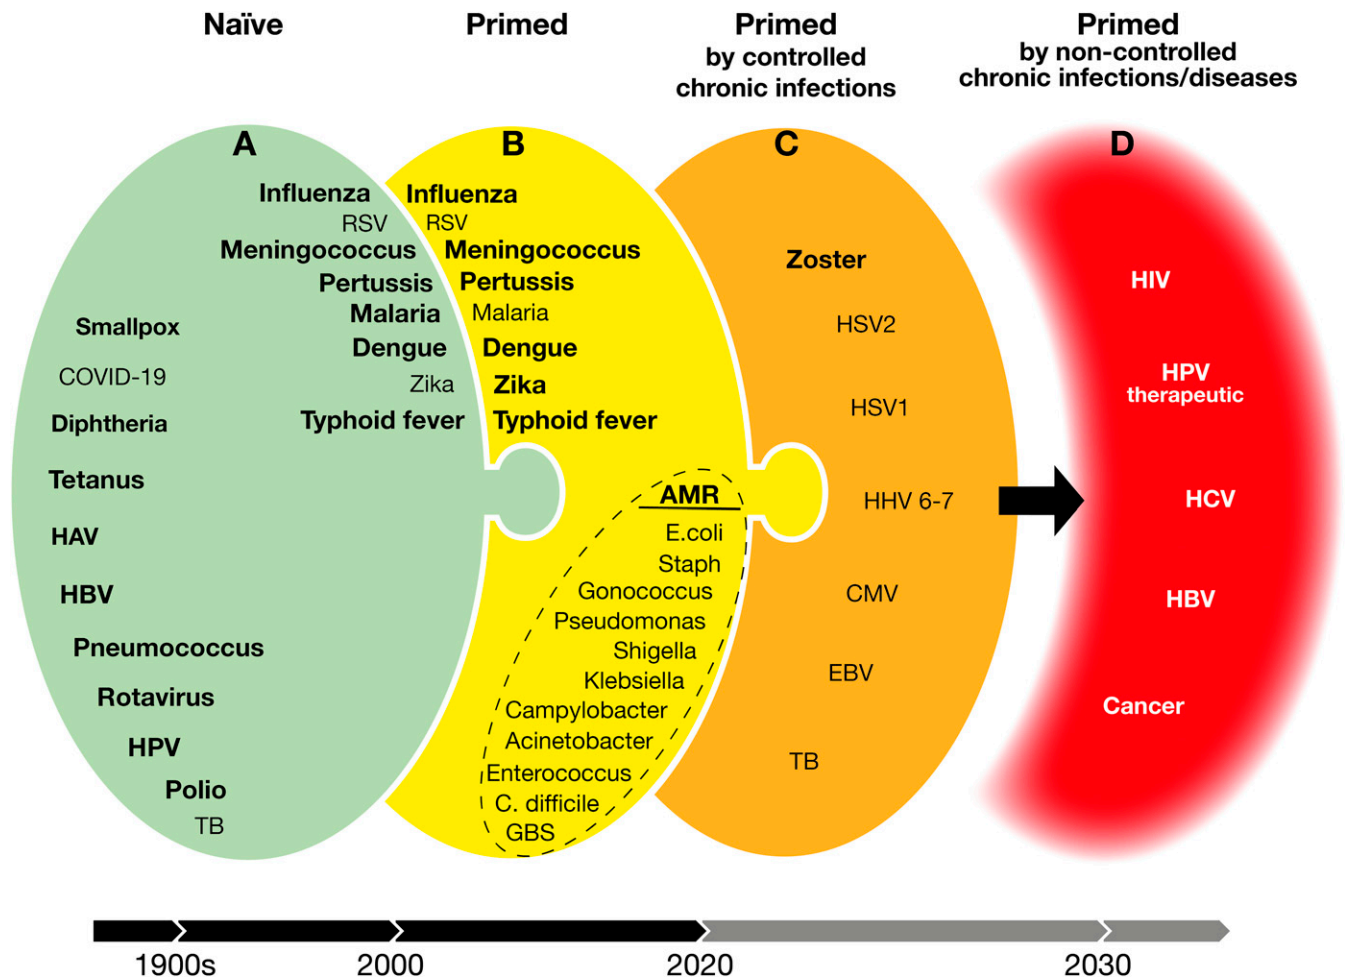 Naïve
Primed
Primed
by controlled
chronic infections
Primed
by non-controlled
chronic infections/diseases
A
Influenza
RSV
Meningococcus
Pertussis
Malaria
Dengue
Zika
Typhoid fever
Smallpox
COVID-19
Diphtheria
Tetanus
HAV
HBV
Pneumococcus
Rotavirus
HPV
Polio
TB
B
Influenza
RSV
Meningococcus
Pertussis
Malaria
Dengue
Zika
Typhoid fever
AMR
E.coli
Staph
Gonococcus
Pseudomonas
Shigella
Klebsiella
Campylobacter
Acinetobacter
Enterococcus
C. difficile
GBS
C
Zoster
HSV2
HSV1
HHV 6-7
CMV
EBV
TB
D
HIV
HPV
therapeutic
HCV
HBV
Cancer
1900s
2000
2020
2030